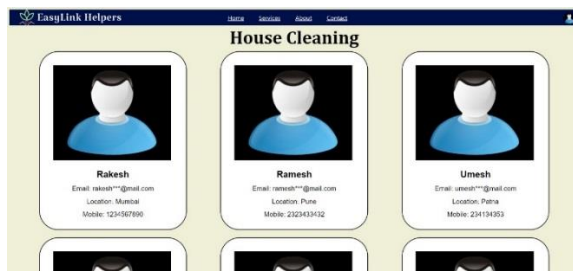 EasyLink Helpers
Home Services About Contact
House Cleaning
Rakesh
Email: rakesh***@mail.com
Location: Mumbai
Mobile: 1234567890
Ramesh
Email: ramesh***@mail.com
Location: Pune
Mobile: 2323433432
Umesh
Email: umesh***@mail.com
Location: Patna
Mobile: 234134353